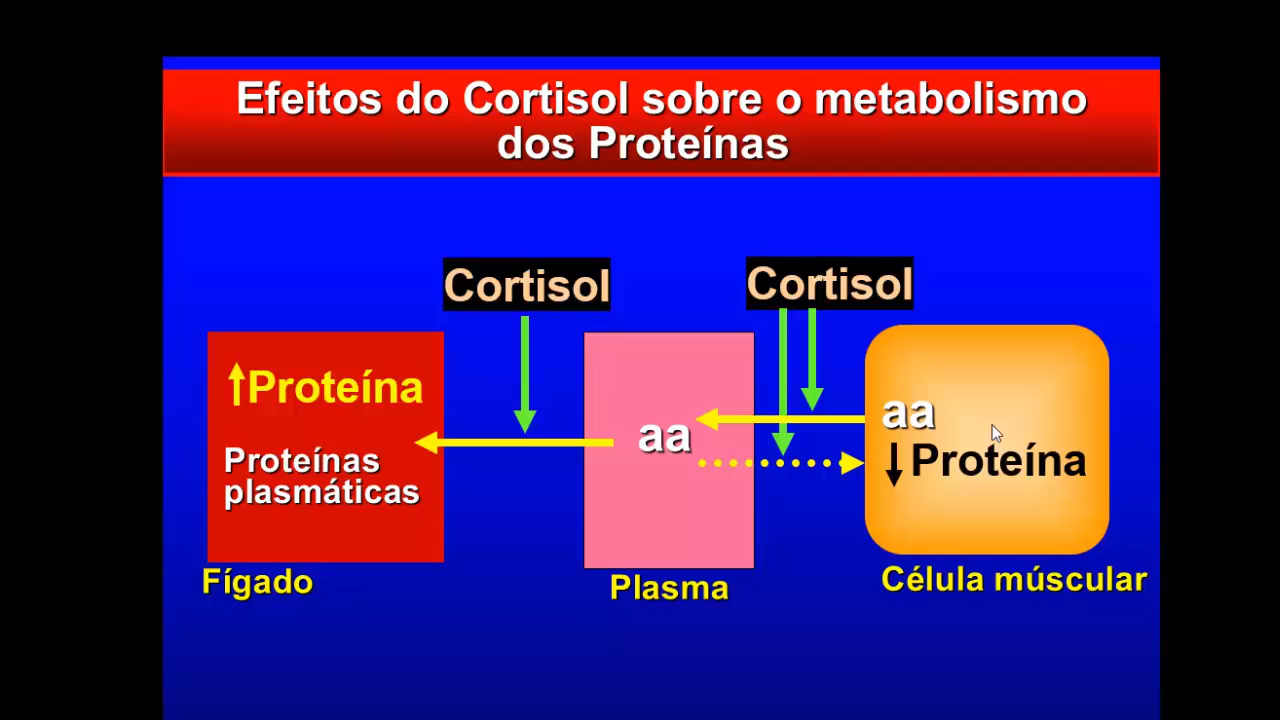 Efeitos do Cortisol sobre o metabolismo
dos Proteínas
Cortisol
Cortisol
↑Proteína
Proteínas
plasmáticas
Fígado
aa
Plasma
aa
↓Proteína
Célula múscular